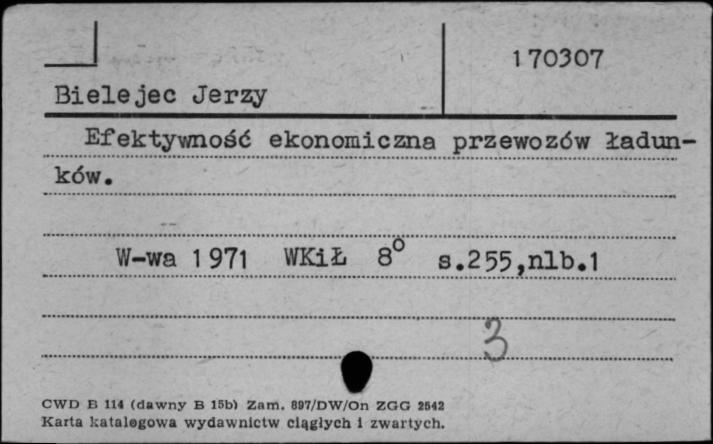 170307
Bielejec Jerzy
Efektywność ekonomiczna przewozów ładun-
ków.
W-wa 1971 WKiŁ 8° s.255,nlb.1
3
CWD B 114 (dawny B 15b) Zam. 897/DW/On ZGG 2542
Karta katalogowa wydawnictw ciągłych i zwartych.